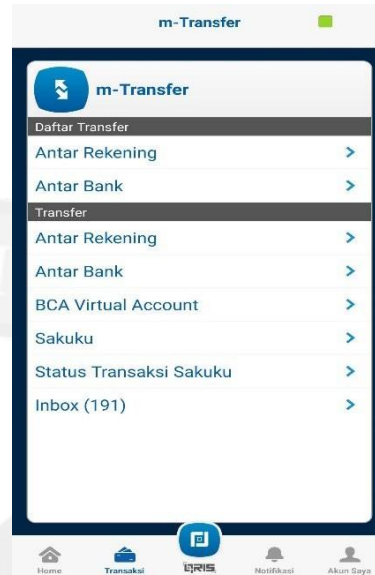 m-Transfer
m-Transfer
Daftar Transfer
Antar Rekening
Antar Bank
Transfer
Antar Rekening
Antar Bank
BCA Virtual Account
Sakuku
Status Transaksi Sakuku
Inbox (191)
Home Transaksi QRIS Notifikasi Akun Saya